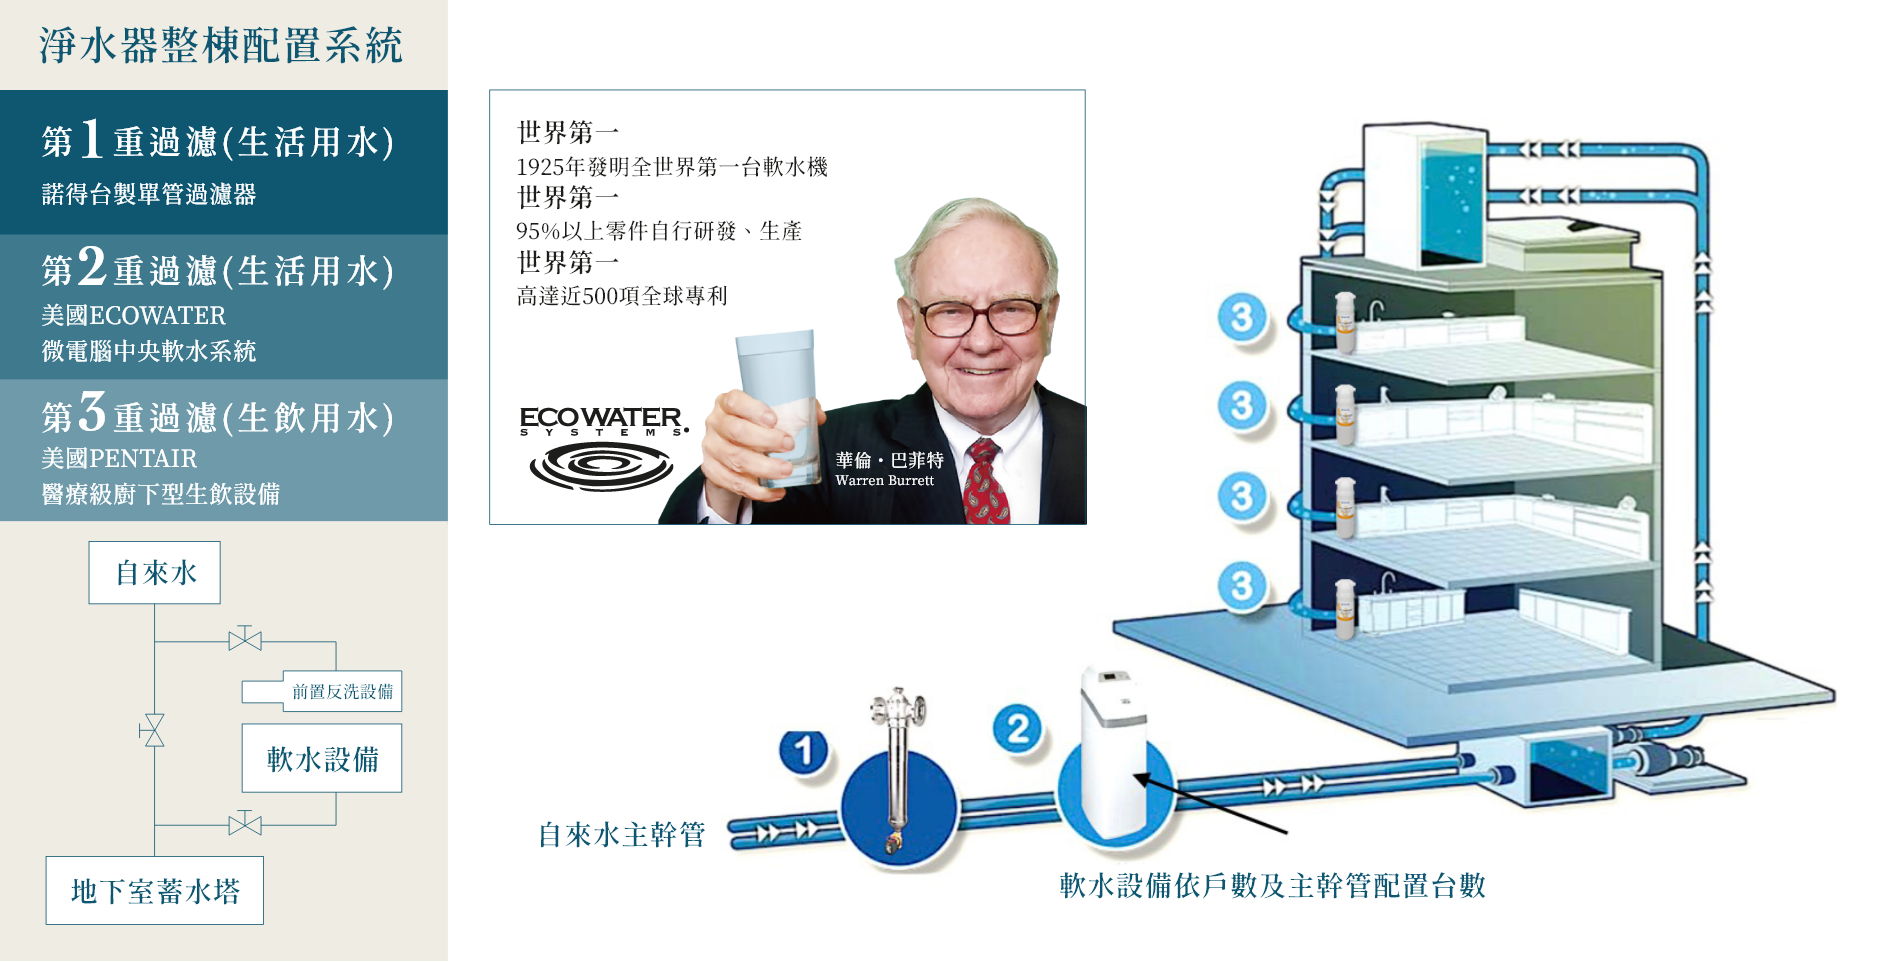 淨水器整棟配置系統
第1重過濾(生活用水)
諾得台製單管過濾器
第2重過濾(生活用水)
美國ECOWATER
微電腦中央軟水系統
第3重過濾(生飲用水)
美國PENTAIR
醫療級廚下型生飲設備
自來水
前置反洗設備
軟水設備
地下室蓄水塔
世界第一
1925年發明全世界第一台軟水機
世界第一
95%以上零件自行研發、生產
世界第一
高達近500項全球專利
ECOWATER
SYSTEMS
華倫·巴菲特
Warren Burrett
3
3
3
3
1
2
自來水主幹管
軟水設備依戶數及主幹管配置台數